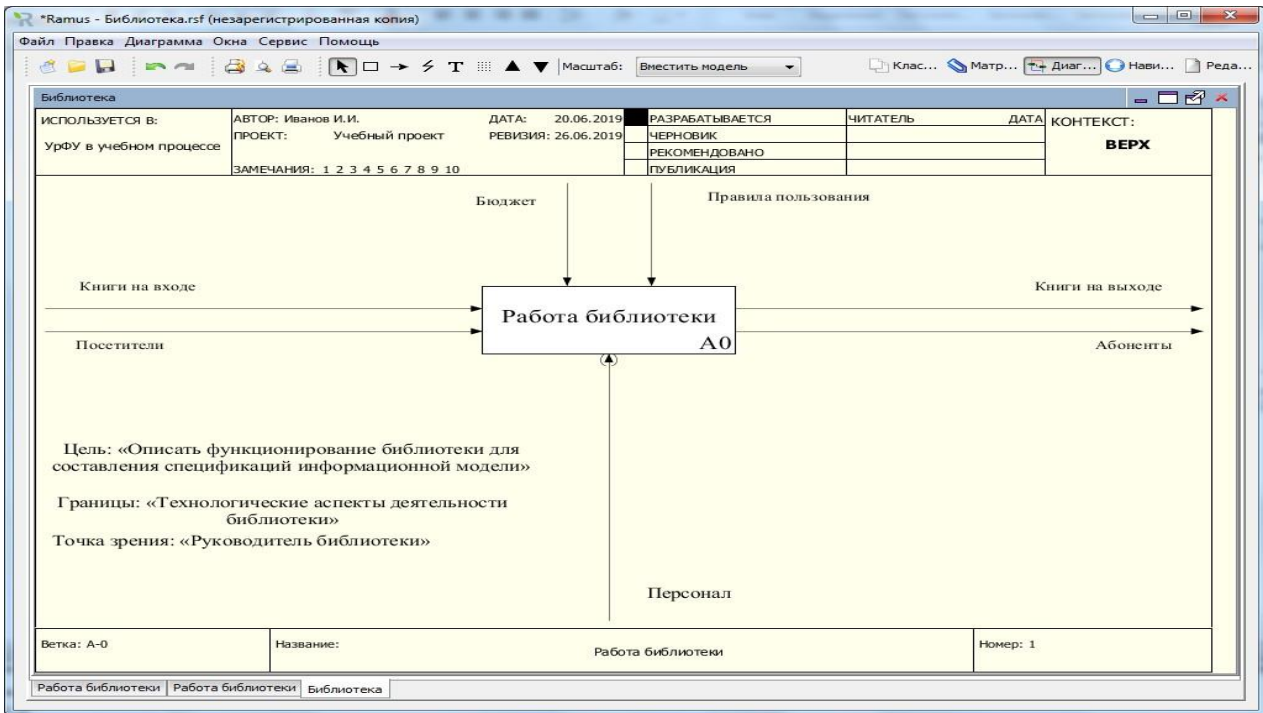 *Ramus - Библиотека.rsf (незарегистрированная копия)
Файл Правка Диаграмма Окна Сервис Помощь
T Масштаб: Вместить модель Клас... Матр... Диаг... Нави... Реда...
Библиотека
ИСПОЛЬЗУЕТСЯ В: АВТОР: Иванов И.И. ДАТА: 20.06.2019 РАЗРАБАТЫВАЕТСЯ ЧИТАТЕЛЬ ДАТА КОНТЕКСТ:
УрФУ в учебном процессе ПРОЕКТ: Учебный проект РЕВИЗИЯ: 26.06.2019 ЧЕРНОВИК ВЕРХ
РЕКОМЕНДОВАНО
ЗАМЕЧАНИЯ: 1 2 3 4 5 6 7 8 9 10 ПУБЛИКАЦИЯ
Бюджет Правила пользования
Книги на входе Книги на выходе
Работа библиотеки
A0
Посетители Абоненты
Цель: «Описать функционирование библиотеки для
составления спецификаций информационной модели»
Границы: «Технологические аспекты деятельности
библиотеки»
Точка зрения: «Руководитель библиотеки»
Персонал
Ветка: A-0 Название: Работа библиотеки Номер: 1
Работа библиотеки Работа библиотеки Библиотека